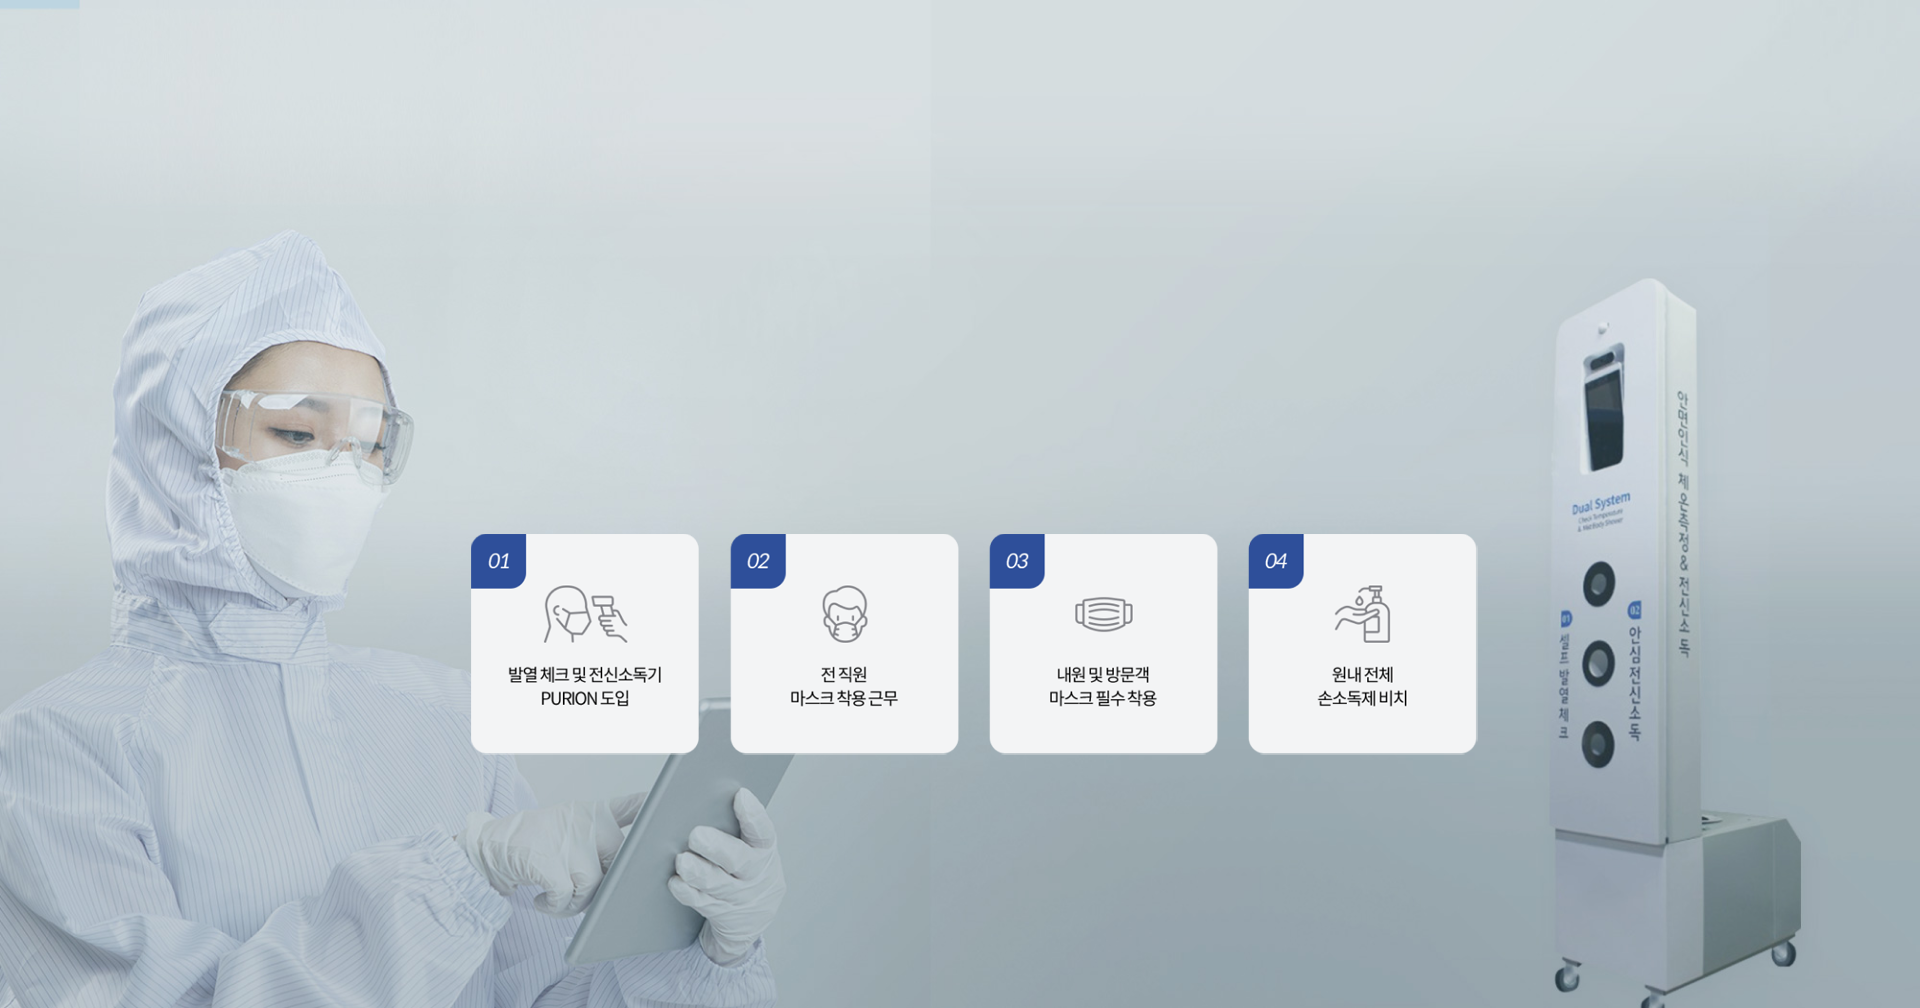 01
발열 체크 및 전신소독기
PURION 도입
02
전 직원
마스크 착용 근무
03
내원 및 방문객
마스크 필수 착용
04
원내 전체
손소독제 비치
Dual System
Check Temperature
& Wet Body Shower
01
셀프발열체크
02
안심전신소독
안면인식 체온측정 & 전신소독